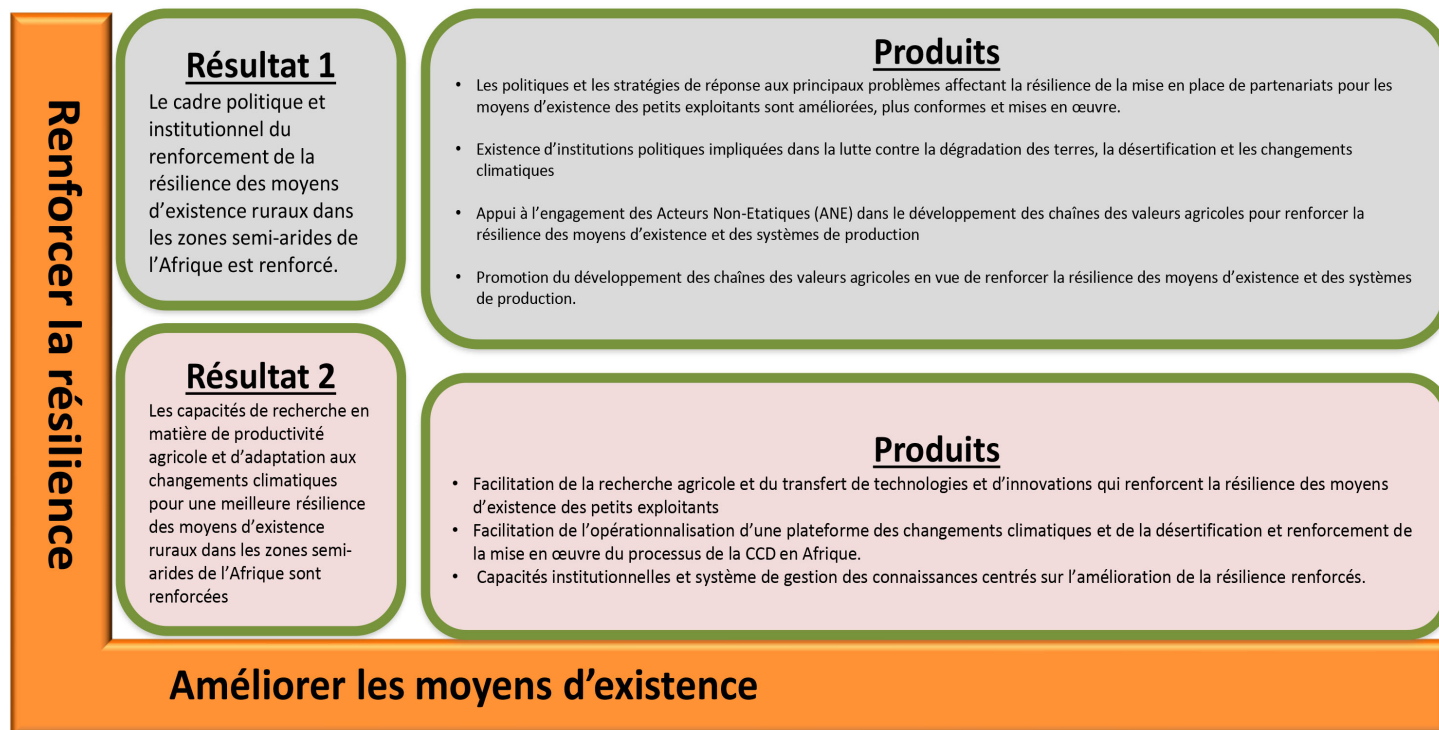 Renforcer la résilience
Résultat 1
Le cadre politique et
institutionnel du
renforcement de la
résilience des moyens
d’existence ruraux dans
les zones semi-arides de
l’Afrique est renforcé.
Produits
• Les politiques et les stratégies de réponse aux principaux problèmes affectant la résilience de la mise en place de partenariats pour les
moyens d’existence des petits exploitants sont améliorées, plus conformes et mises en œuvre.
• Existence d’institutions politiques impliquées dans la lutte contre la dégradation des terres, la désertification et les changements
climatiques
• Appui à l’engagement des Acteurs Non-Etatiques (ANE) dans le développement des chaînes des valeurs agricoles pour renforcer la
résilience des moyens d’existence et des systèmes de production
• Promotion du développement des chaînes des valeurs agricoles en vue de renforcer la résilience des moyens d’existence et des systèmes
de production.
Résultat 2
Les capacités de recherche en
matière de productivité
agricole et d’adaptation aux
changements climatiques
pour une meilleure résilience
des moyens d’existence
ruraux dans les zones semi-
arides de l’Afrique sont
renforcées
Produits
• Facilitation de la recherche agricole et du transfert de technologies et d’innovations qui renforcent la résilience des moyens
d’existence des petits exploitants
• Facilitation de l’opérationnalisation d’une plateforme des changements climatiques et de la désertification et renforcement de
la mise en œuvre du processus de la CCD en Afrique.
• Capacités institutionnelles et système de gestion des connaissances centrés sur l’amélioration de la résilience renforcés.
Améliorer les moyens d’existence